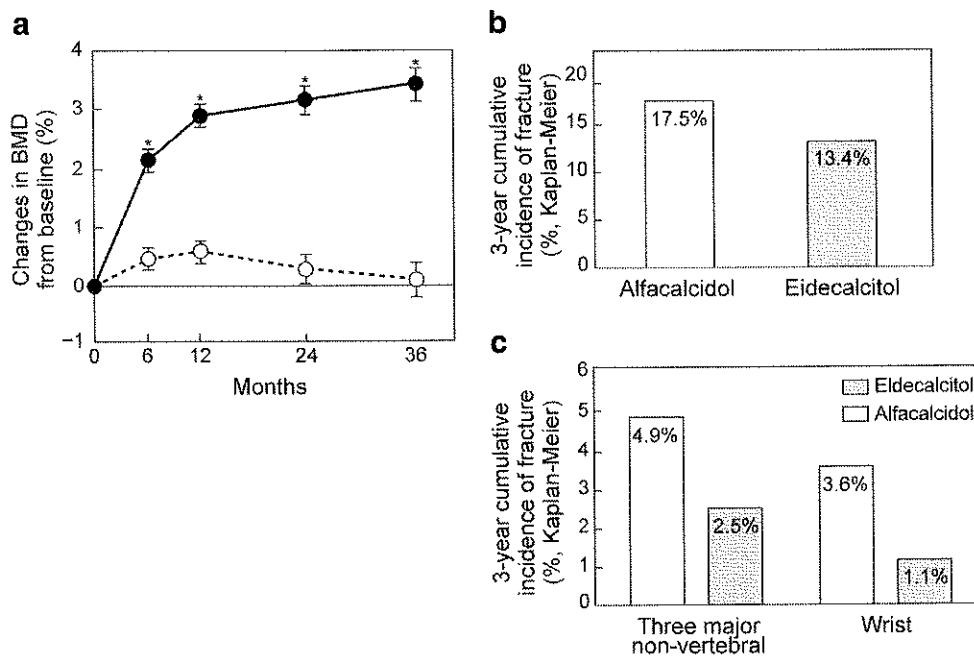 a
Changes in BMD
from baseline (%)
4
3
2
1
0
−1
*
*
*
*
0
6
12
24
36
Months
b
3-year cumulative
incidence of fracture
(%, Kaplan-Meier)
20
15
10
5
0
17.5%
13.4%
Alfacalcidol
Eidecalcitol
c
3-year cumulative
incidence of fracture
(%, Kaplan-Meier)
6
5
4
3
2
1
0
Eldecalcitol
Alfacalcidol
4.9%
2.5%
3.6%
1.1%
Three major
non-vertebral
Wrist